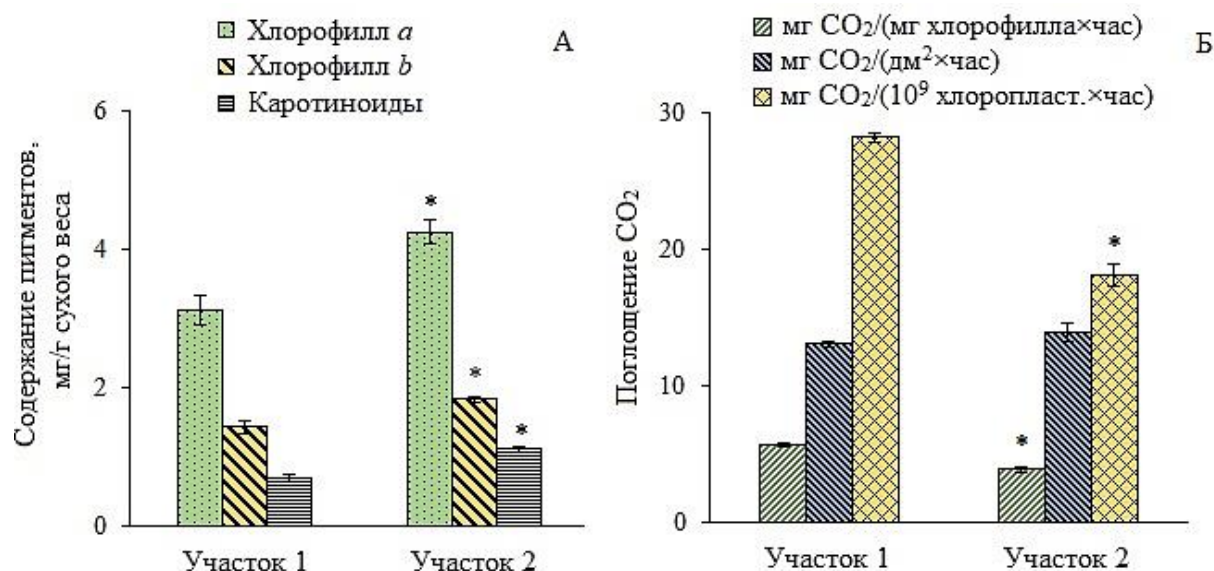 Хлорофилл a
Хлорофилл b
Каротиноиды
А
Содержание пигментов,
мг/г сухого веса
6
4
2
0
*
*
*
Участок 1
Участок 2
мг CO₂/(мг хлорофилла×час)
мг CO₂/(дм²×час)
мг CO₂/(10⁹ хлоропласт.×час)
Б
Поглощение CO₂
30
20
10
0
*
*
Участок 1
Участок 2